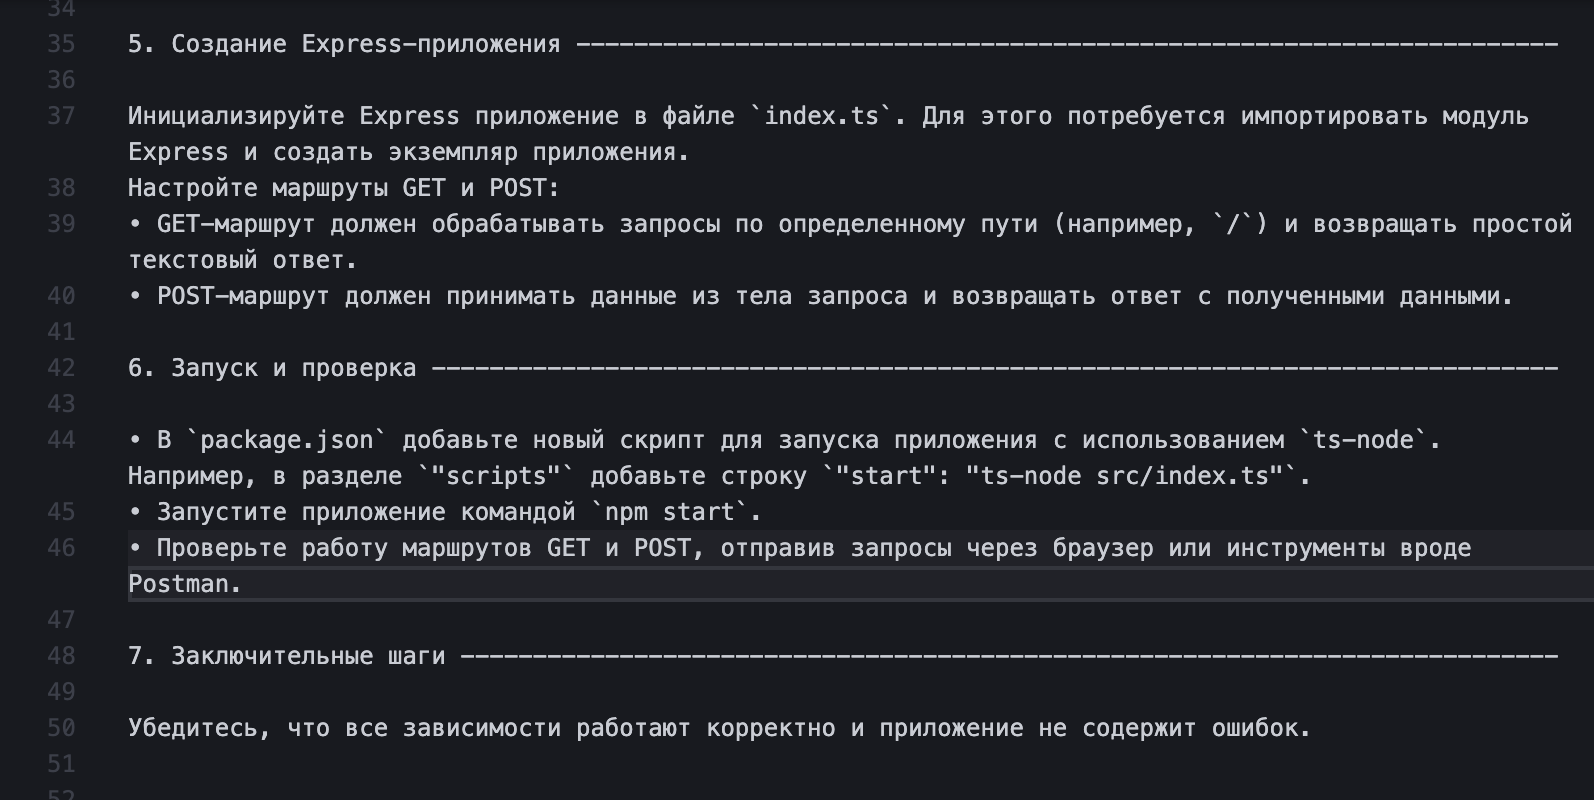 34
35 5. Создание Express-приложения --------------------------------------------------------------------
36
37 Инициализируйте Express приложение в файле `index.ts`. Для этого потребуется импортировать модуль
Express и создать экземпляр приложения.
38 Настройте маршруты GET и POST:
39 • GET-маршрут должен обрабатывать запросы по определенному пути (например, `/`) и возвращать простой
текстовый ответ.
40 • POST-маршрут должен принимать данные из тела запроса и возвращать ответ с полученными данными.
41
42 6. Запуск и проверка ------------------------------------------------------------------------------
43
44 • В `package.json` добавьте новый скрипт для запуска приложения с использованием `ts-node`.
Например, в разделе `"scripts"` добавьте строку `"start": "ts-node src/index.ts"`.
45 • Запустите приложение командой `npm start`.
46 • Проверьте работу маршрутов GET и POST, отправив запросы через браузер или инструменты вроде
Postman.
47
48 7. Заключительные шаги ----------------------------------------------------------------------------
49
50 Убедитесь, что все зависимости работают корректно и приложение не содержит ошибок.
51
52